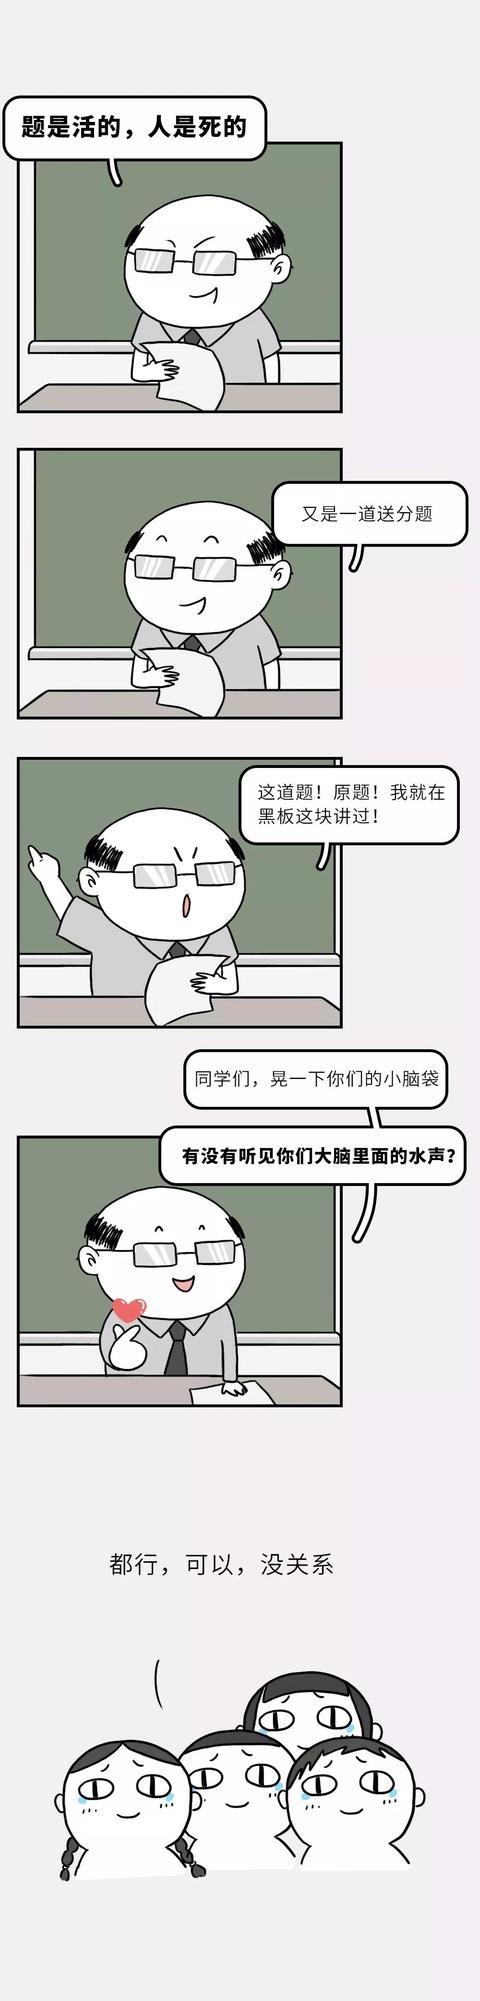 题是活的，人是死的
又是一道送分题
这道题！原题！我就在
黑板这块讲过！
同学们，晃一下你们的小脑袋
有没有听见你们大脑里面的水声？
都行，可以，没关系